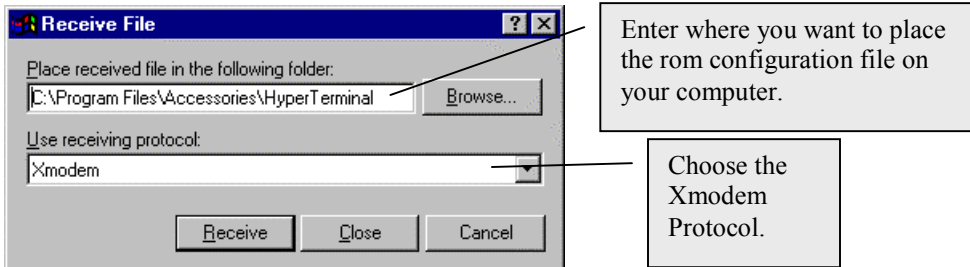 Receive File
Place received file in the following folder:
C:\Program Files\Accessories\HyperTerminal
Browse...
Use receiving protocol:
Xmodem
Receive
Close
Cancel
Enter where you want to place
the rom configuration file on
your computer.
Choose the
Xmodem
Protocol.